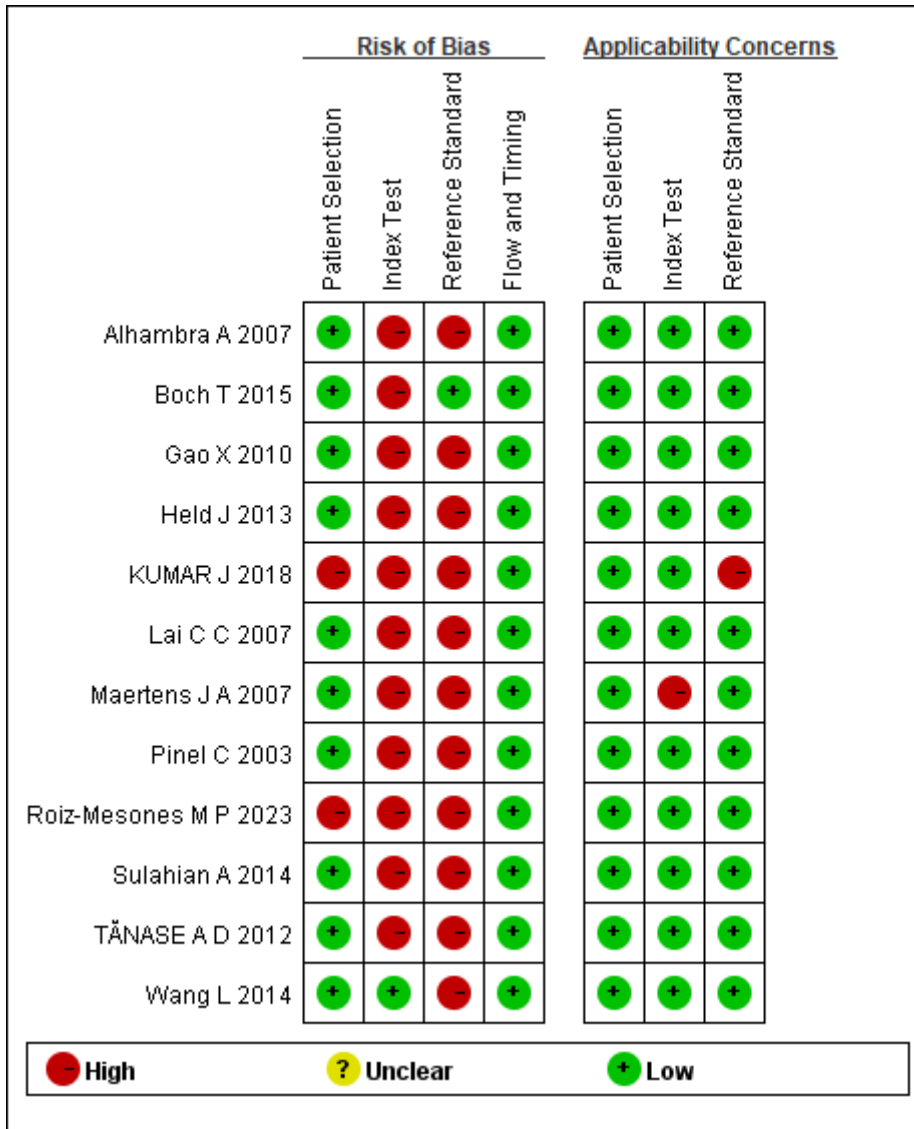 Risk of Bias
Applicability Concerns
Patient Selection
Index Test
Reference Standard
Flow and Timing
Patient Selection
Index Test
Reference Standard
Alhambra A 2007 + - - + + + +
Boch T 2015 + - + + + + +
Gao X 2010 + - - + + + +
Held J 2013 + - - + + + +
KUMAR J 2018 - - - + + + -
Lai C C 2007 + - - + + + +
Maertens J A 2007 + - - + + - +
Pinel C 2003 + - - + + + +
Roiz-Mesones M P 2023 - - - + + + +
Sulahian A 2014 + - - + + + +
TĂNASE A D 2012 + - - + + + +
Wang L 2014 + + - + + + +
- High ? Unclear + Low